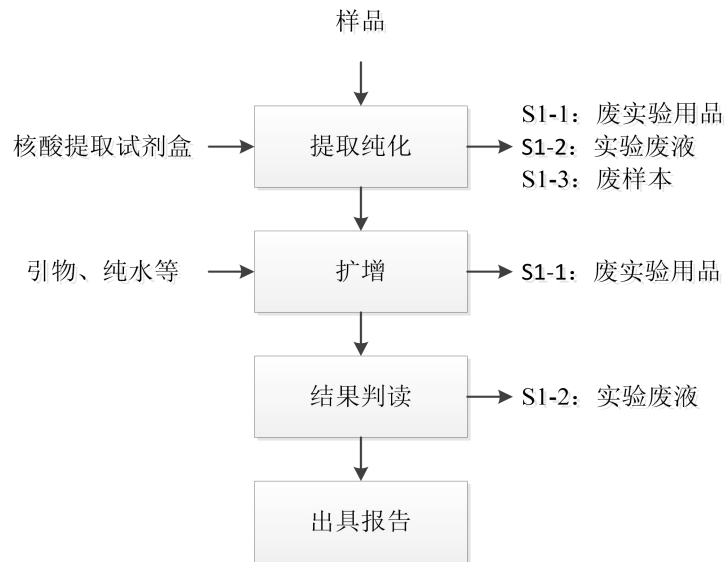 样品
S1-1：废实验用品
核酸提取试剂盒
提取纯化
S1-2：实验废液
S1-3：废样本
引物、纯水等
扩增
S1-1：废实验用品
结果判读
S1-2：实验废液
出具报告